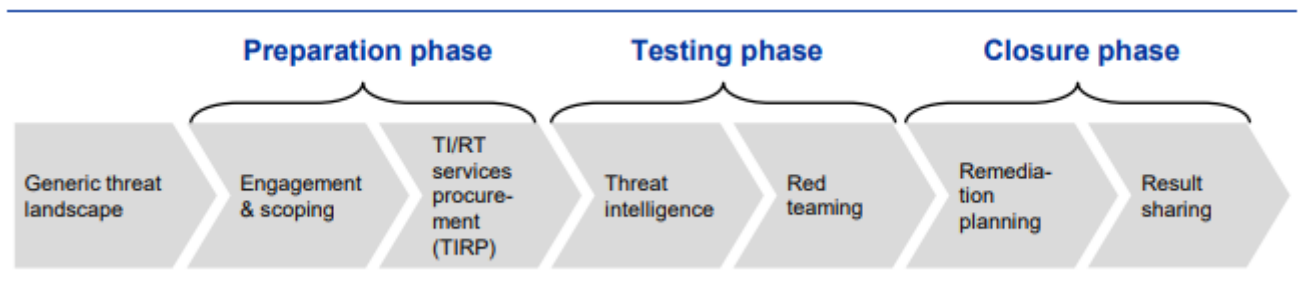 Preparation phase
Testing phase
Closure phase
Generic threat
landscape
Engagement
& scoping
TI/RT
services
procure-
ment
(TIRP)
Threat
intelligence
Red
teaming
Remedia-
tion
planning
Result
sharing